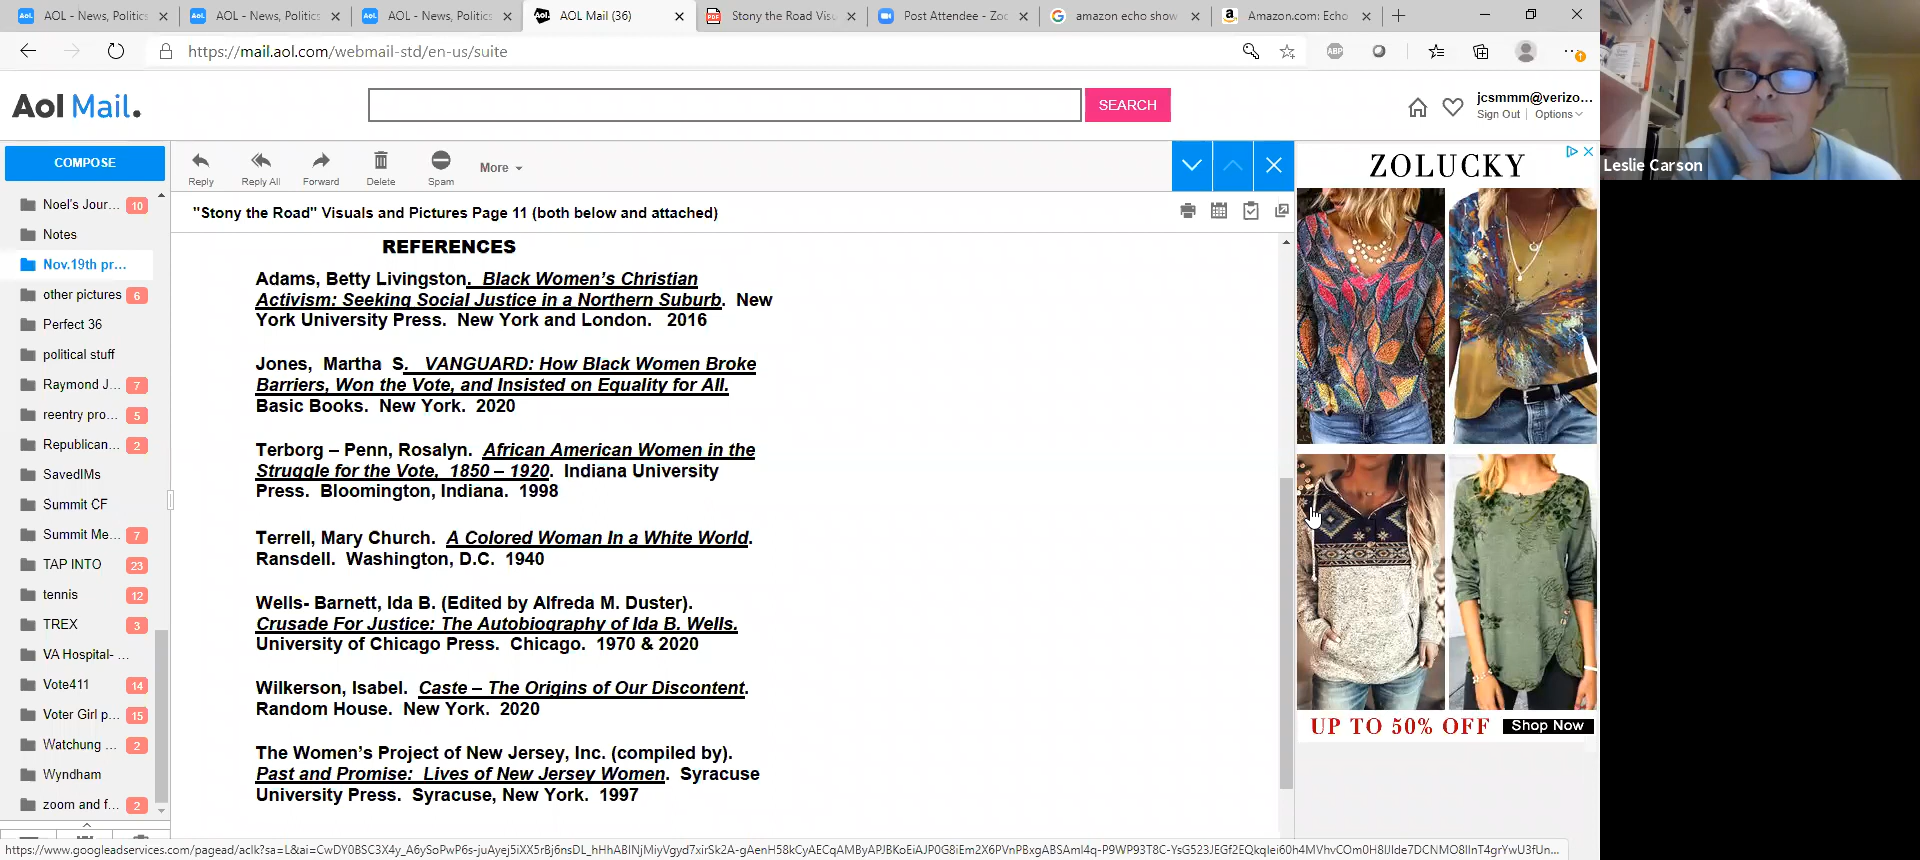 AOL - News, Politics
AOL - News, Politics
AOL - News, Politics
AOL Mail (36)
Stony the Road Visu
Post Attendee - Zoo
amazon echo show
Amazon.com: Echo
https://mail.aol.com/webmail-std/en-us/suite
ABP
Aol Mail.
SEARCH
jcsmmm@verizo...
Sign Out | Options
COMPOSE
Reply
Reply All
Forward
Delete
Spam
More
"Stony the Road" Visuals and Pictures Page 11 (both below and attached)
Noel's Jour... 10
Notes
Nov.19th pr...
other pictures 6
Perfect 36
political stuff
Raymond J... 7
reentry pro... 5
Republican... 2
SavedIMs
Summit CF
Summit Me... 7
TAP INTO 23
tennis 12
TREX 3
VA Hospital- ...
Vote411 14
Voter Girl p... 15
Watchung ... 2
Wyndham
zoom and f... 2
REFERENCES
Adams, Betty Livingston. Black Women's Christian
Activism: Seeking Social Justice in a Northern Suburb. New
York University Press. New York and London. 2016
Jones, Martha S. VANGUARD: How Black Women Broke
Barriers, Won the Vote, and Insisted on Equality for All.
Basic Books. New York. 2020
Terborg – Penn, Rosalyn. African American Women in the
Struggle for the Vote, 1850 – 1920. Indiana University
Press. Bloomington, Indiana. 1998
Terrell, Mary Church. A Colored Woman In a White World.
Ransdell. Washington, D.C. 1940
Wells- Barnett, Ida B. (Edited by Alfreda M. Duster).
Crusade For Justice: The Autobiography of Ida B. Wells.
University of Chicago Press. Chicago. 1970 & 2020
Wilkerson, Isabel. Caste – The Origins of Our Discontent.
Random House. New York. 2020
The Women's Project of New Jersey, Inc. (compiled by).
Past and Promise: Lives of New Jersey Women. Syracuse
University Press. Syracuse, New York. 1997
ZOLUCKY
UP TO 50% OFF
Shop Now
Leslie Carson